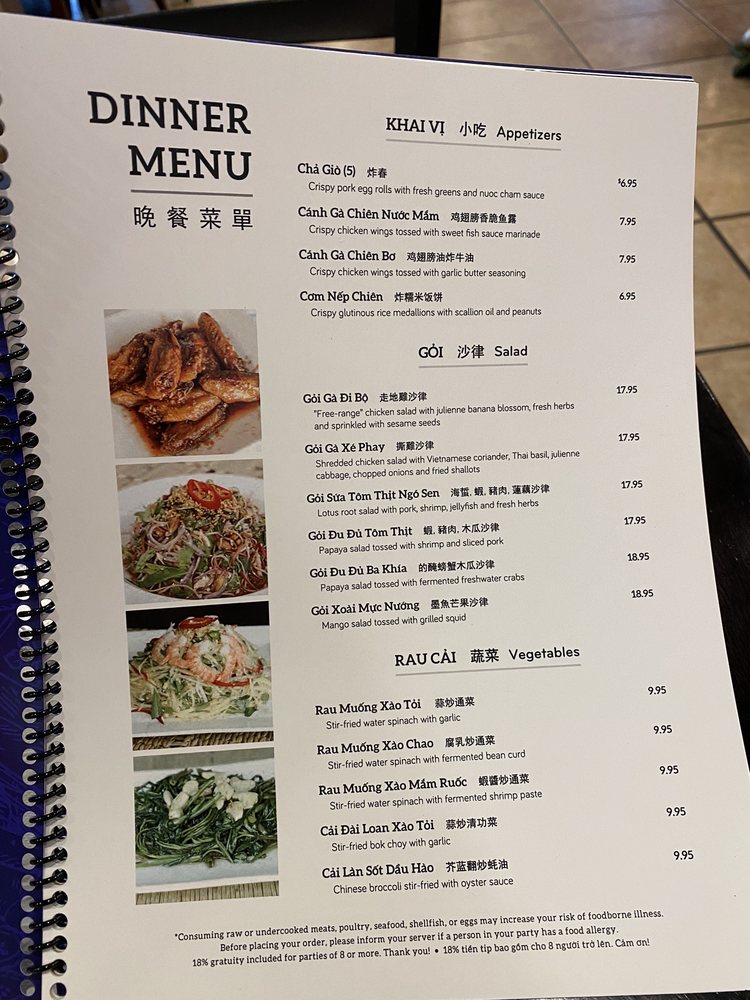 DINNER
MENU
晚餐菜單
KHAI VỊ 小吃 Appetizers
Chả Giò (5) 炸春 $6.95
Crispy pork egg rolls with fresh greens and nuoc cham sauce
Cánh Gà Chiên Nước Mắm 鸡翅膀香脆鱼露 7.95
Crispy chicken wings tossed with sweet fish sauce marinade
Cánh Gà Chiên Bơ 鸡翅膀油炸牛油 7.95
Crispy chicken wings tossed with garlic butter seasoning
Cơm Nếp Chiên 炸糯米饭饼 6.95
Crispy glutinous rice medallions with scallion oil and peanuts
GỎI 沙律 Salad
Gỏi Gà Đi Bộ 走地雞沙律 17.95
"Free-range" chicken salad with julienne banana blossom, fresh herbs
and sprinkled with sesame seeds
Gỏi Gà Xé Phay 撕雞沙律 17.95
Shredded chicken salad with Vietnamese coriander, Thai basil, julienne
cabbage, chopped onions and fried shallots
Gỏi Sứa Tôm Thịt Ngó Sen 海蜇, 蝦, 豬肉, 蓮藕沙律 17.95
Lotus root salad with pork, shrimp, jellyfish and fresh herbs
Gỏi Đu Đủ Tôm Thịt 蝦, 豬肉, 木瓜沙律 17.95
Papaya salad tossed with shrimp and sliced pork
Gỏi Đu Đủ Ba Khía 的醃螃蟹木瓜沙律 18.95
Papaya salad tossed with fermented freshwater crabs
Gỏi Xoài Mực Nướng 墨魚芒果沙律 18.95
Mango salad tossed with grilled squid
RAU CẢI 蔬菜 Vegetables
Rau Muống Xào Tỏi 蒜炒通菜 9.95
Stir-fried water spinach with garlic
Rau Muống Xào Chao 腐乳炒通菜 9.95
Stir-fried water spinach with fermented bean curd
Rau Muống Xào Mắm Ruốc 蝦醬炒通菜 9.95
Stir-fried water spinach with fermented shrimp paste
Cải Đài Loan Xào Tỏi 蒜炒清功菜 9.95
Stir-fried bok choy with garlic
Cải Làn Sốt Dầu Hào 芥蓝翻炒蚝油 9.95
Chinese broccoli stir-fried with oyster sauce
*Consuming raw or undercooked meats, poultry, seafood, shellfish, or eggs may increase your risk of foodborne illness.
Before placing your order, please inform your server if a person in your party has a food allergy.
18% gratuity included for parties of 8 or more. Thank you! • 18% tiền tip bao gồm cho 8 người trở lên. Cảm ơn!